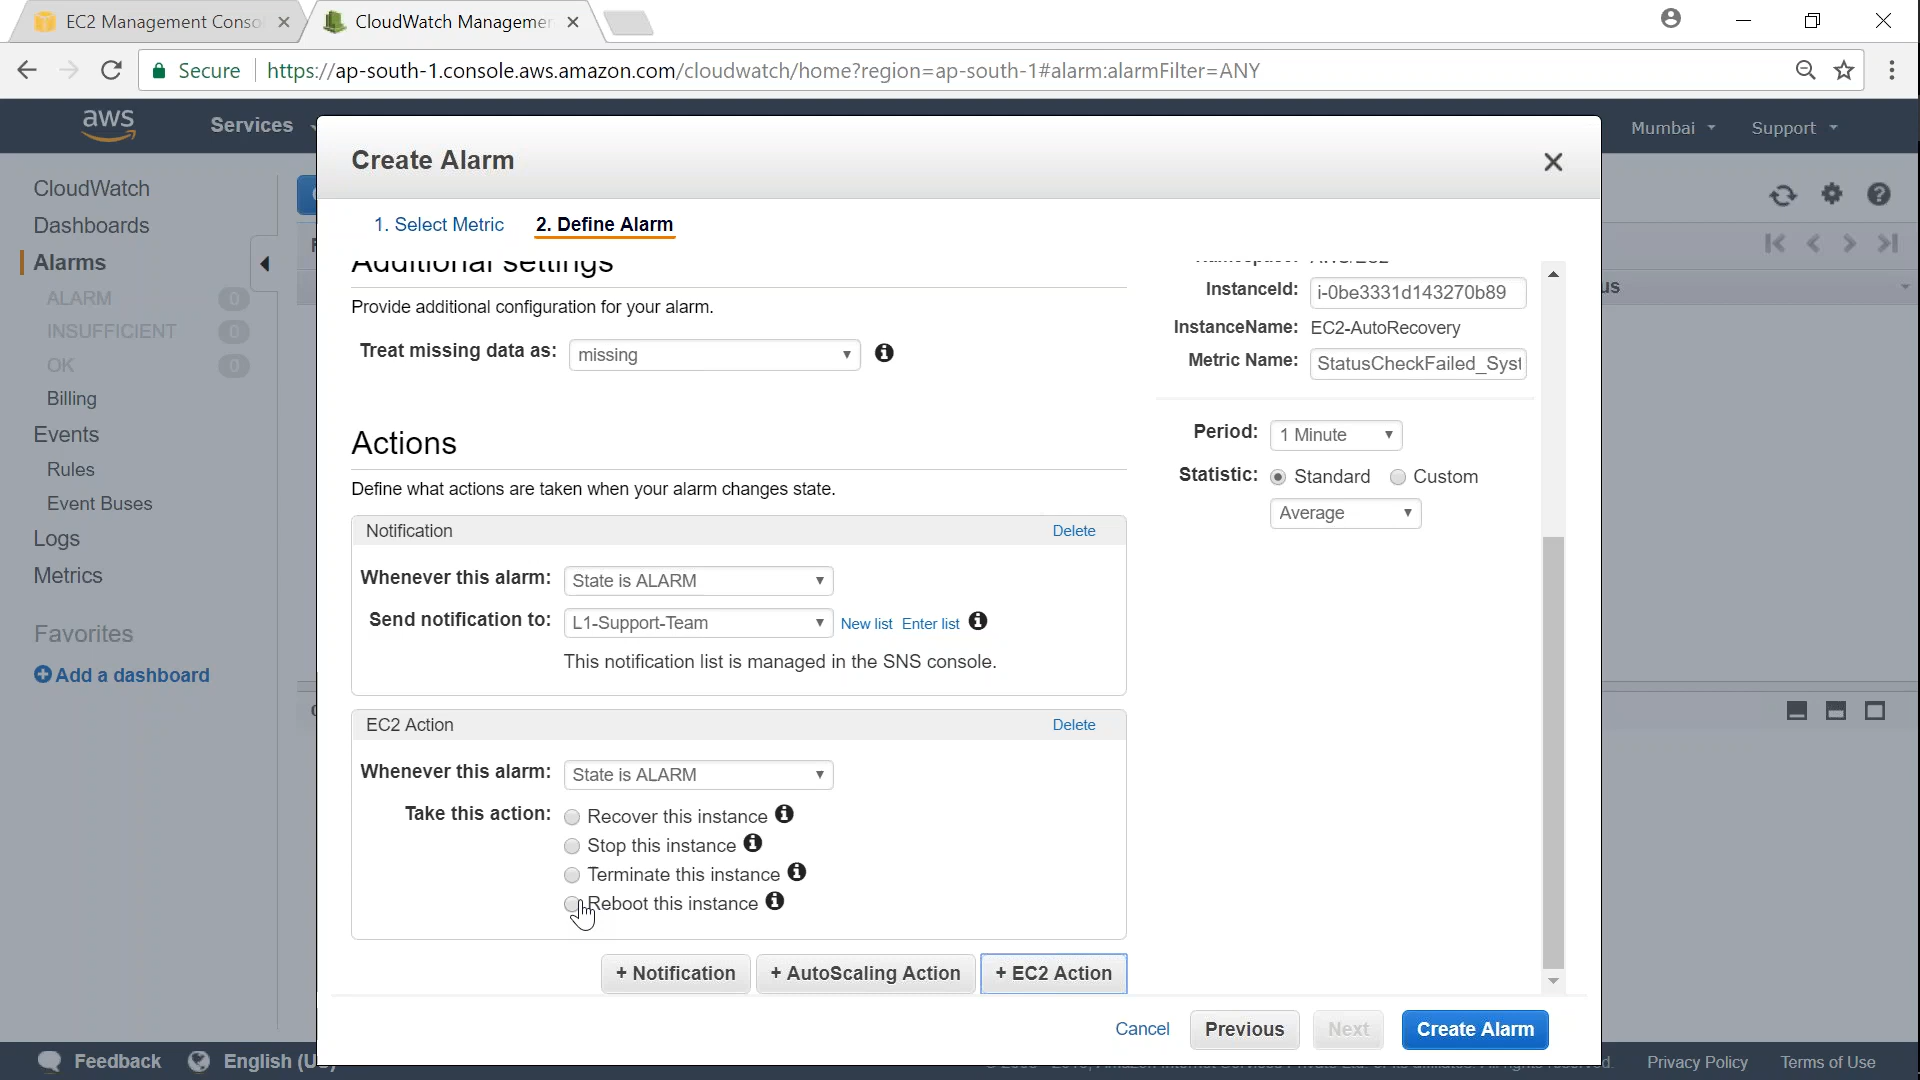 EC2 Management Conso
CloudWatch Managemen
Secure
https://ap-south-1.console.aws.amazon.com/cloudwatch/home?region=ap-south-1#alarm:alarmFilter=ANY
aws
Services
Mumbai
Support
CloudWatch
Dashboards
Alarms
ALARM 0
INSUFFICIENT 0
OK 0
Billing
Events
Rules
Event Buses
Logs
Metrics
Favorites
Add a dashboard
Create Alarm
1. Select Metric
2. Define Alarm
Additional settings
Provide additional configuration for your alarm.
Treat missing data as: missing
Actions
Define what actions are taken when your alarm changes state.
Notification Delete
Whenever this alarm: State is ALARM
Send notification to: L1-Support-Team New list Enter list
This notification list is managed in the SNS console.
EC2 Action Delete
Whenever this alarm: State is ALARM
Take this action: Recover this instance
Stop this instance
Terminate this instance
Reboot this instance
+ Notification
+ AutoScaling Action
+ EC2 Action
InstanceId: i-0be3331d143270b89
InstanceName: EC2-AutoRecovery
Metric Name: StatusCheckFailed_Syst
Period: 1 Minute
Statistic: Standard Custom
Average
Cancel
Previous
Next
Create Alarm
us
Feedback
English (U
Privacy Policy
Terms of Use